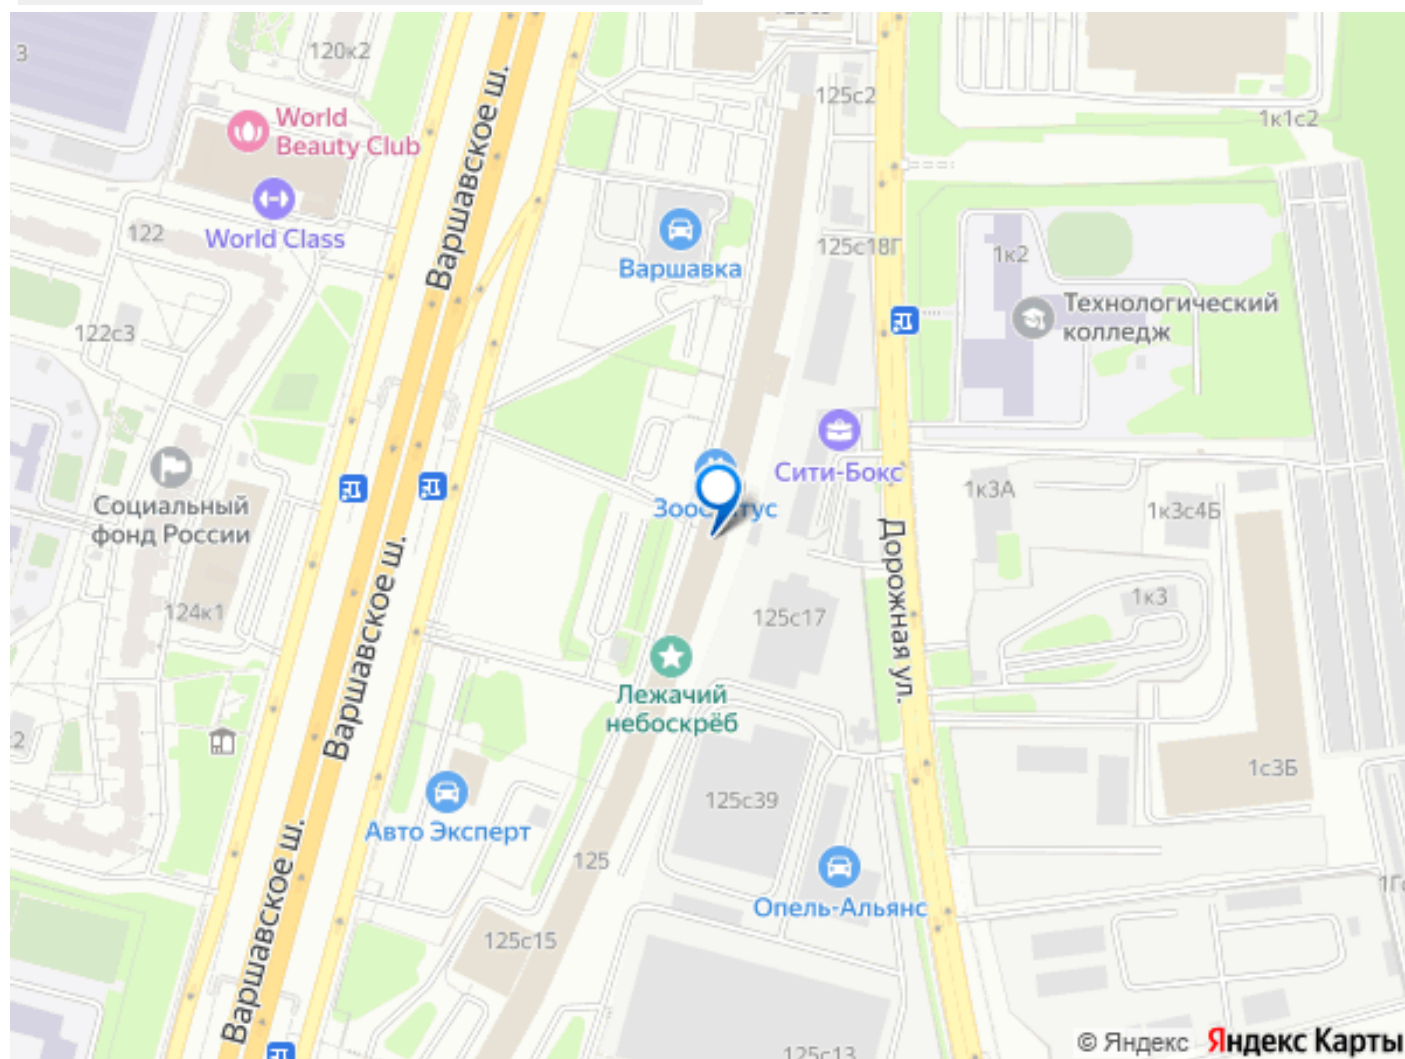 3
120к2
125с2
1к1с2
World
Beauty Club
Варшавское ш.
World Class
122
Варшавка
125с18Г
1к2
Технологический
колледж
122с3
Сити-Бокс
1к3А
1к3с4Б
Социальный
фонд России
Дорожная ул.
Варшавское ш.
124к1
125с17
1к3
Лежачий
небоскрёб
2
1с3Б
125с39
Авто Эксперт
125
Опель-Альянс
125с15
Варшавское ш.
125с13
© Яндекс Яндекс Карты